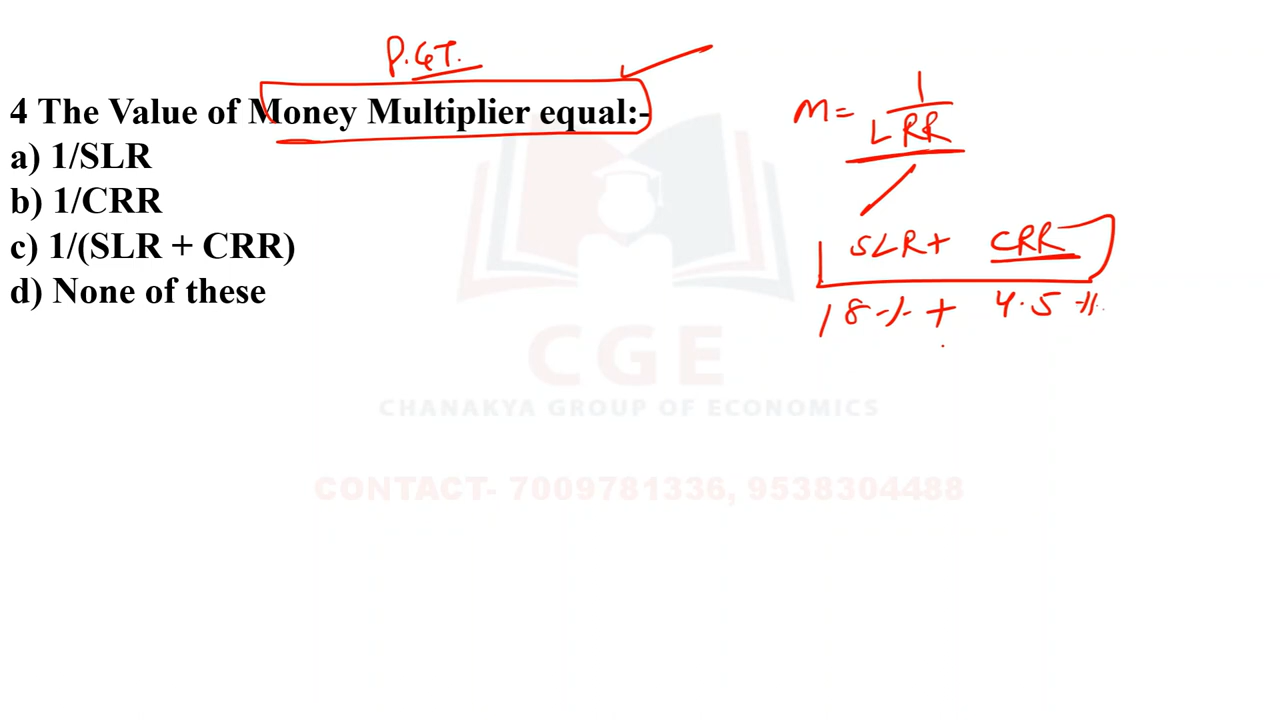 P.GT.
4 The Value of Money Multiplier equal:-
a) 1/SLR
b) 1/CRR
c) 1/(SLR + CRR)
d) None of these
M = 1
LRR
SLR + CRR
18% + 4.5%
CGE
CHANAKYA GROUP OF ECONOMICS
CONTACT- 7009781336, 9538304488